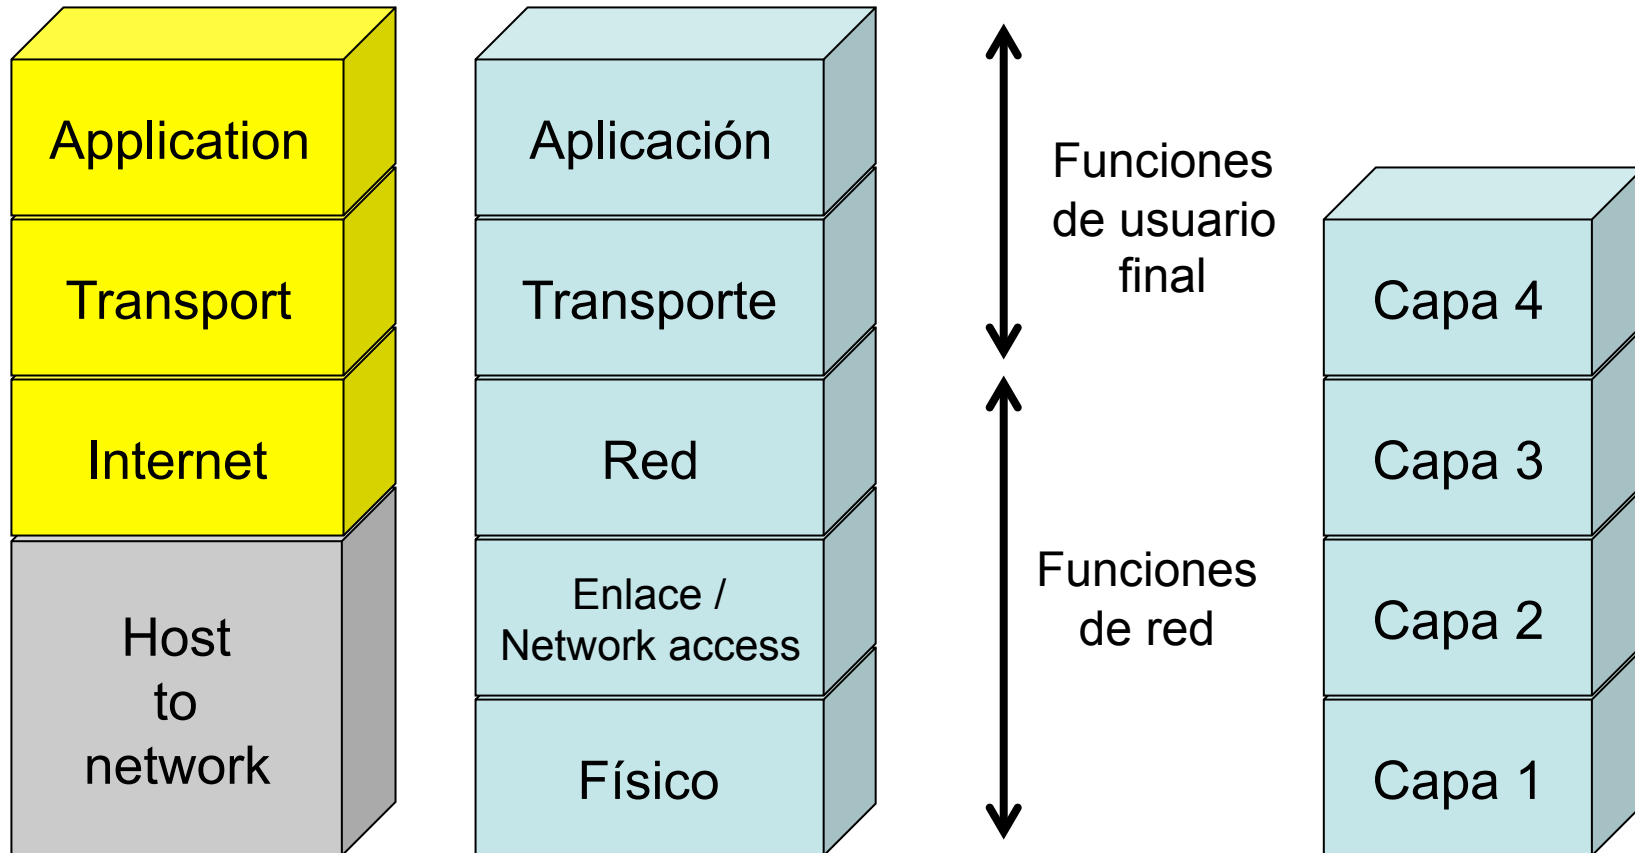 Application
Transport
Internet
Host
to
network
Aplicación
Transporte
Red
Enlace /
Network access
Físico
Funciones
de usuario
final
Funciones
de red
Capa 4
Capa 3
Capa 2
Capa 1